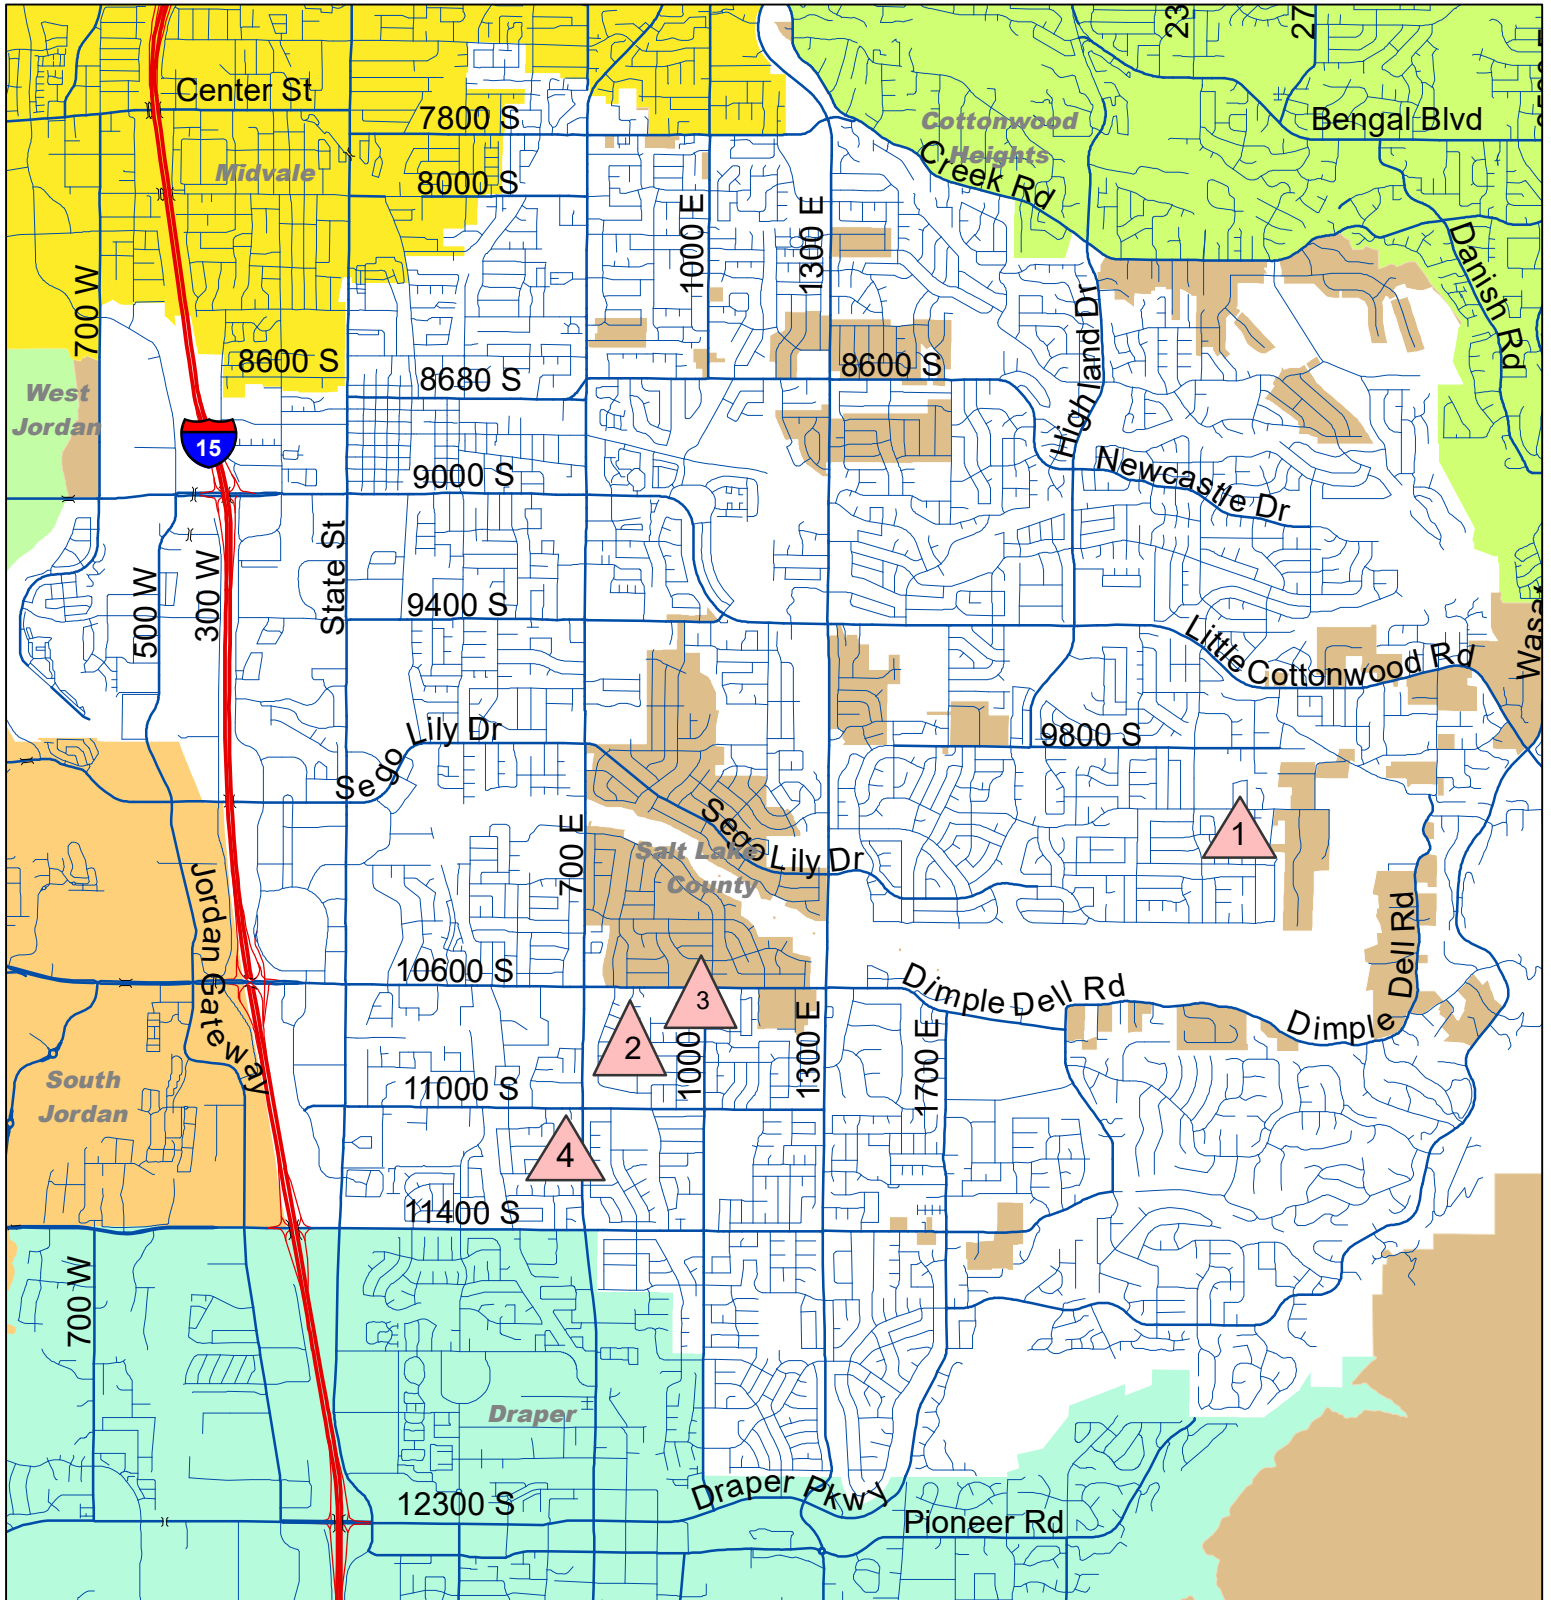 23
27
Center St
7800 S
Cottonwood
Heights
Bengal Blvd
Midvale
8000 S
Creek Rd
1000 E
1300 E
Danish Rd
700 W
Highland Dr
8600 S
8680 S
8600 S
West
Jordan
15
9000 S
Newcastle Dr
State St
300 W
500 W
9400 S
Little Cottonwood Rd
Wasat
Sego Lily Dr
9800 S
Sego Lily Dr
700 E
Salt Lake
County
1
Jordan Gateway
Dell Rd
10600 S
Dimple Dell Rd
Dimple
3
2
1000
1300 E
1700 E
South
Jordan
11000 S
4
11400 S
700 W
Draper
12300 S
Draper Pkwy
Pioneer Rd